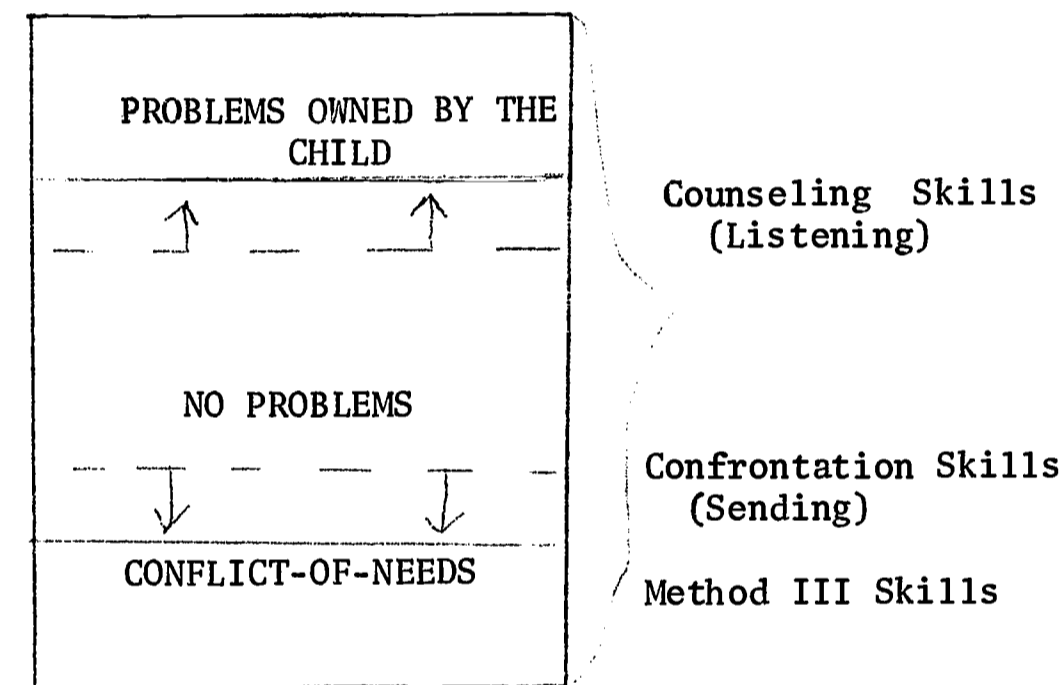 PROBLEMS OWNED BY THE
CHILD
Counseling Skills
(Listening)
NO PROBLEMS
Confrontation Skills
(Sending)
CONFLICT-OF-NEEDS
Method III Skills